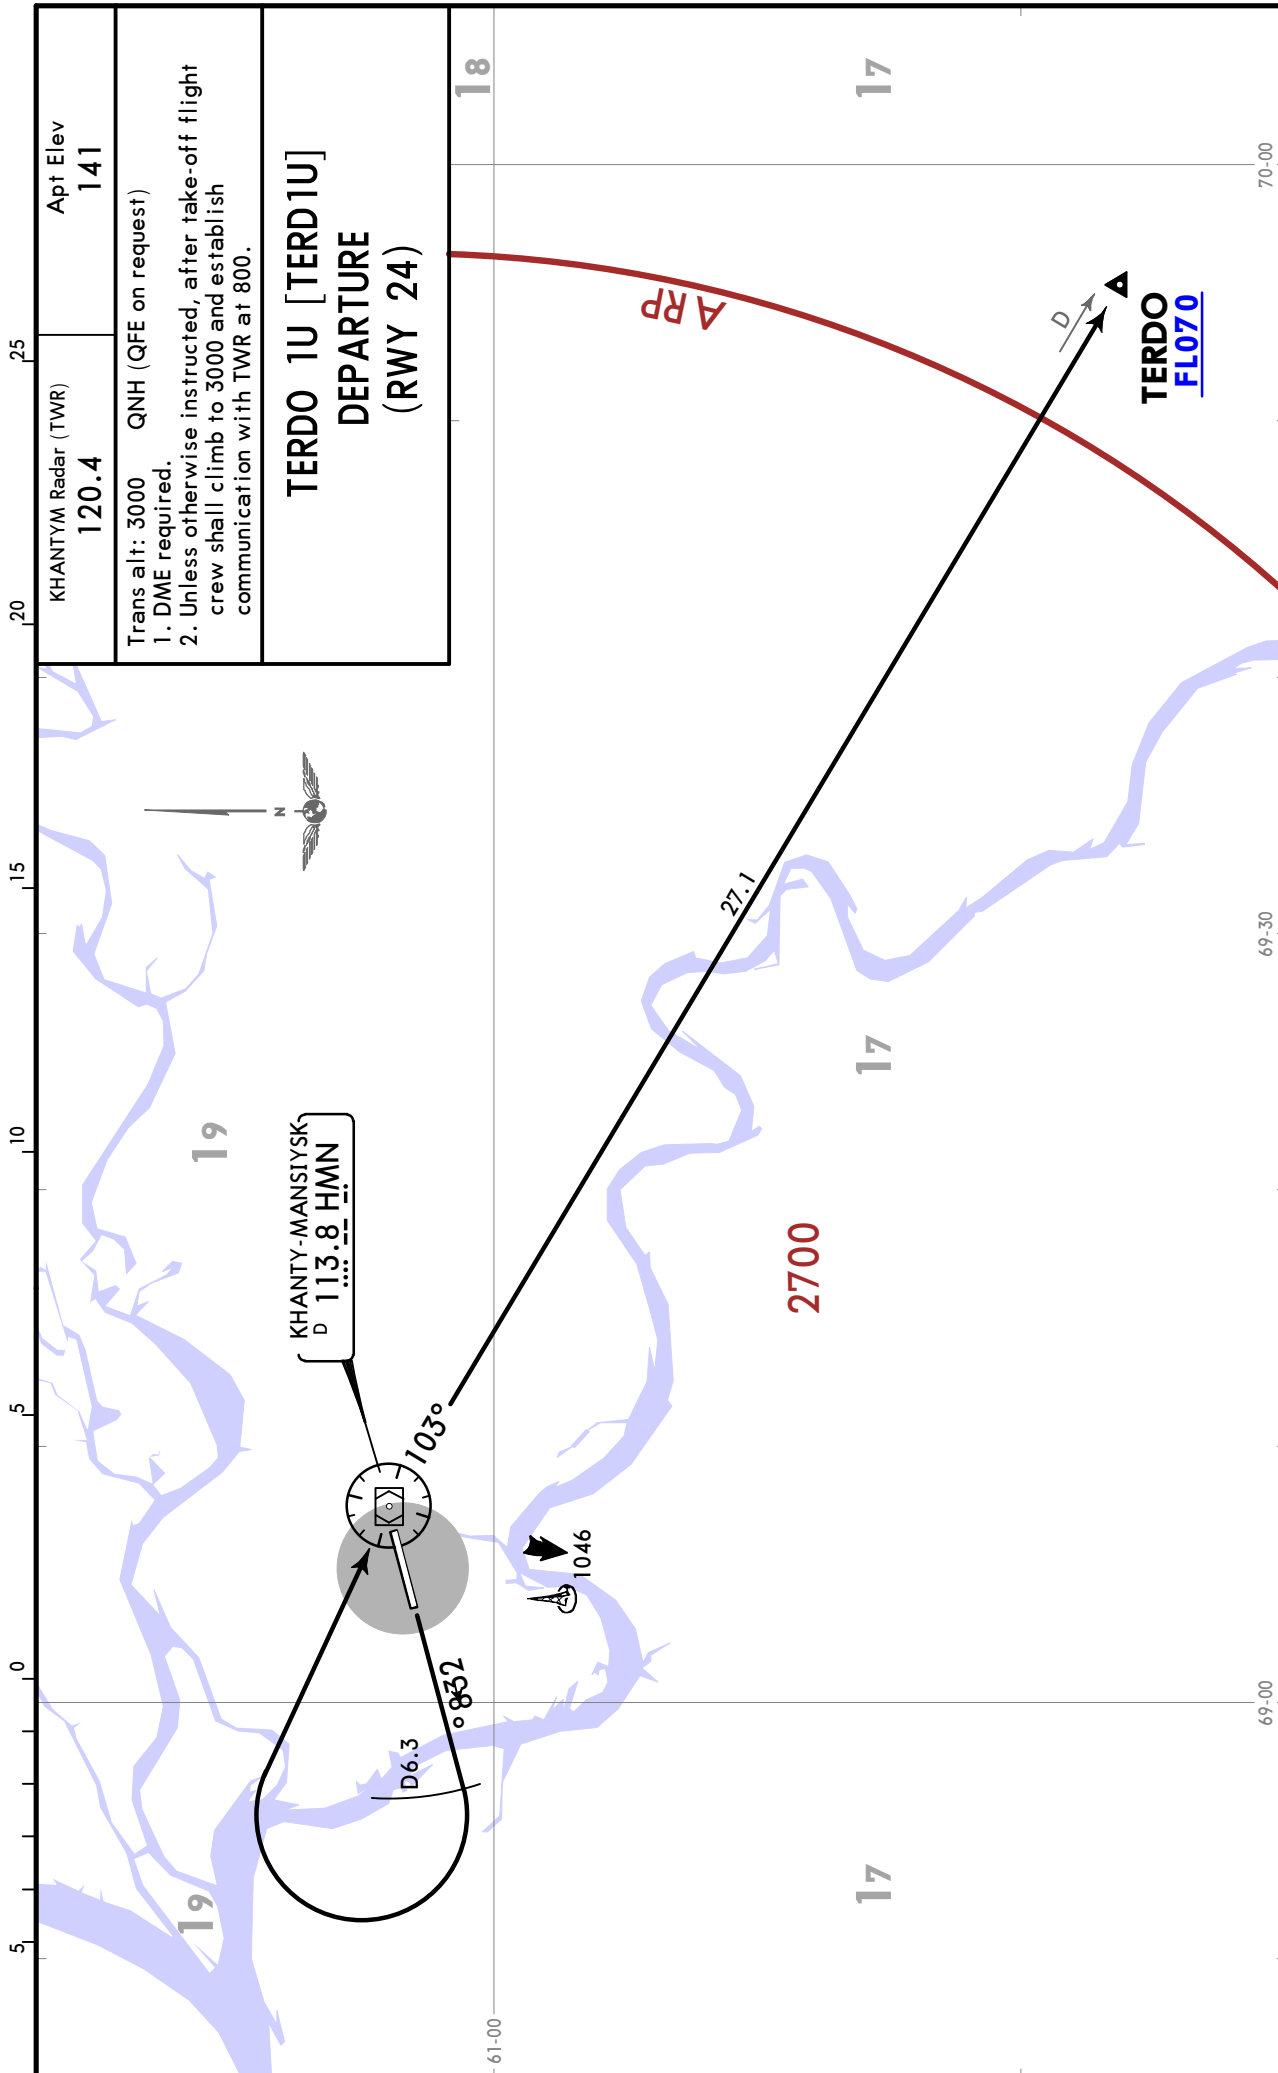 KHANTYM Radar (TWR)
120.4
Apt Elev
141
Trans alt: 3000 QNH (QFE on request)
1. DME required.
2. Unless otherwise instructed, after take-off flight
crew shall climb to 3000 and establish
communication with TWR at 800.
TERDO 1U [TERD1U]
DEPARTURE
(RWY 24)
5
0
5
10
15
20
25
19
19
18
17
17
17
N
KHANTY-MANSIYSK
D 113.8 HMN
103°
238°
D6.3
1046
2700
27.1
ARP
D
TERDO
FL070
61-00
69-00
69-30
70-00